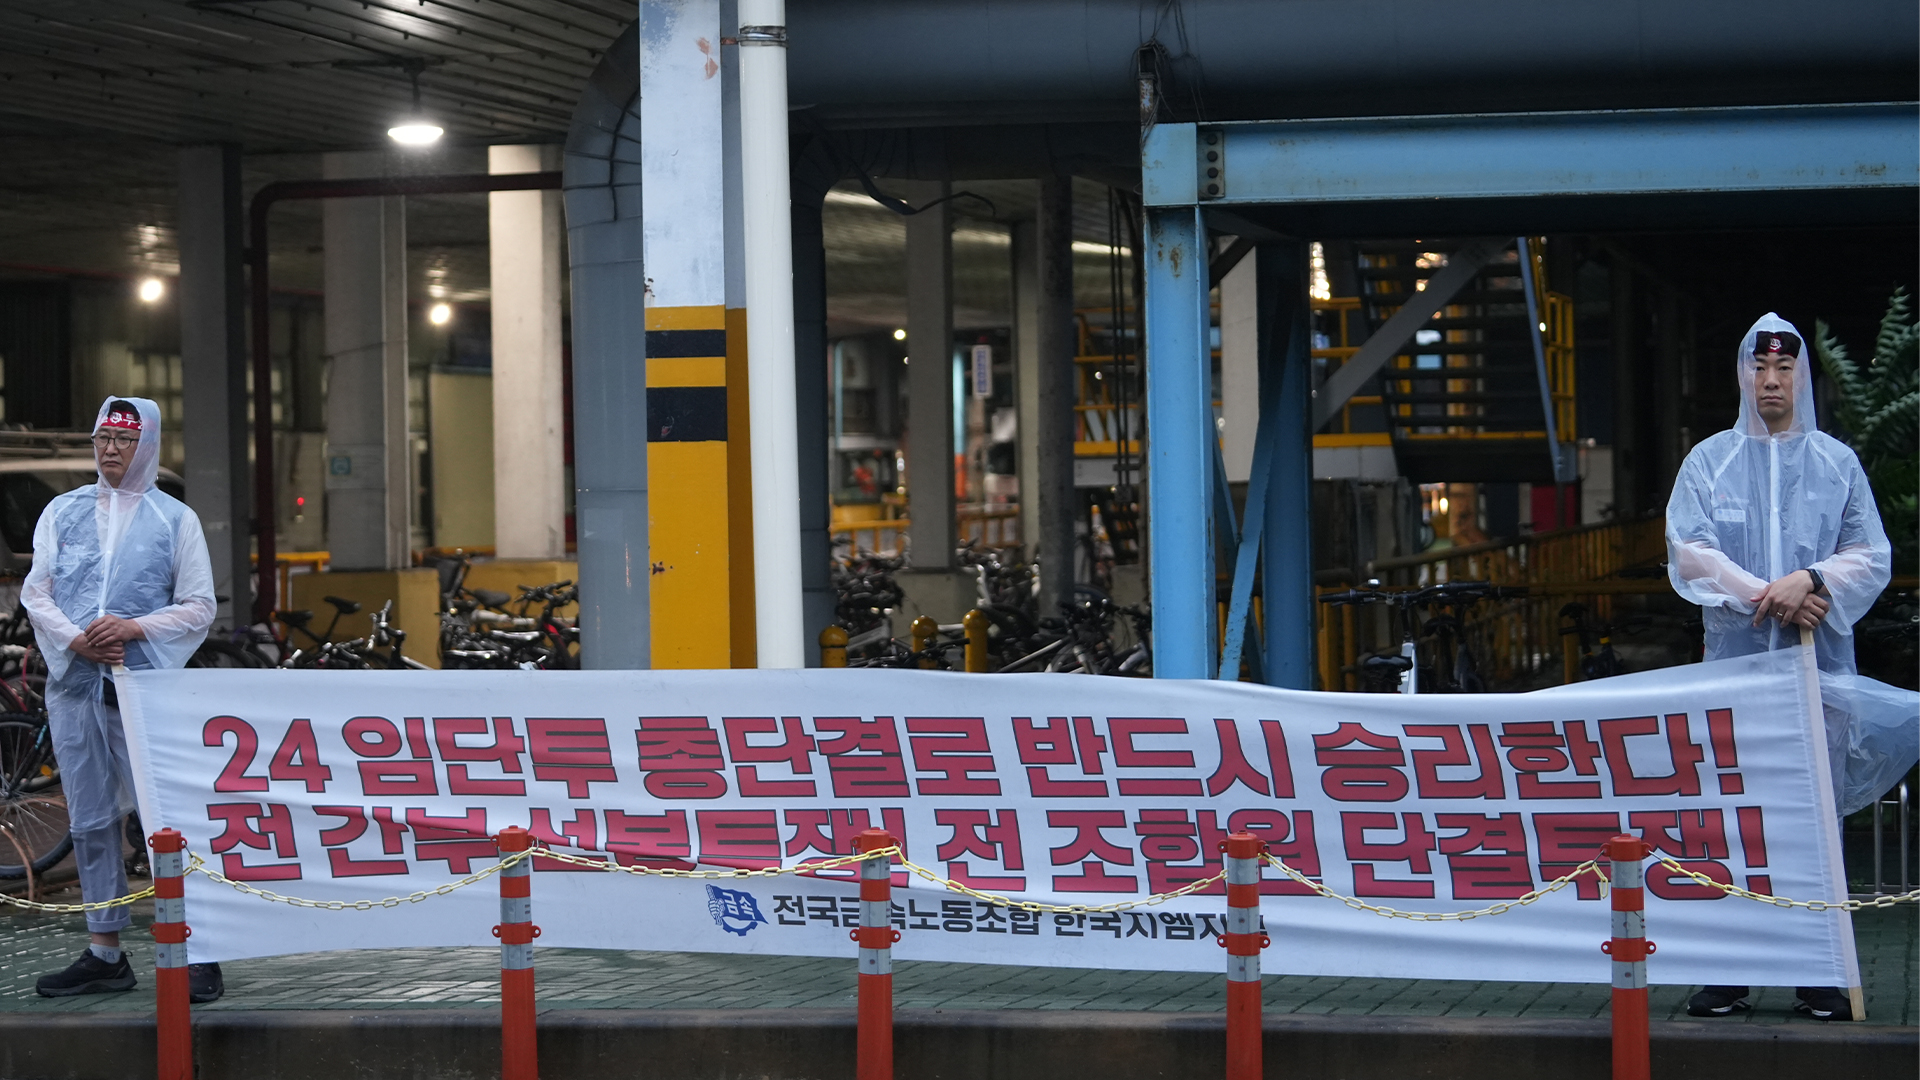 24 임단투 총단결로 반드시 승리한다!
전 간부 선봉투쟁! 전 조합원 단결투쟁!
금속 전국금속노동조합 한국지엠지부